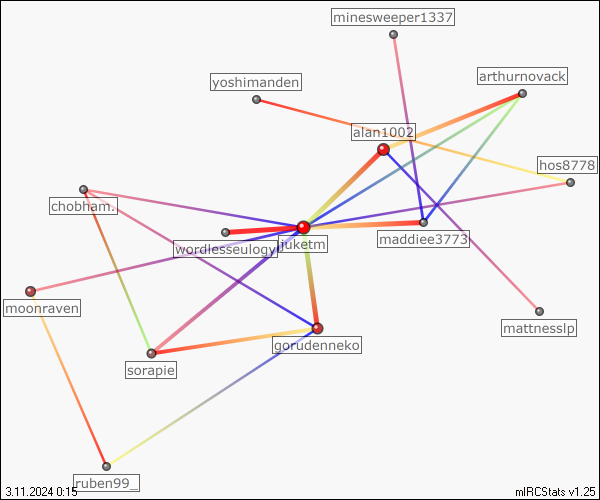 minesweeper1337
arthurnovack
yoshimanden
alan1002
hos8778
chobham.
wordlesseulogy
juketm
maddiee3773
moonraven
mattnesslp
gorudenneko
sorapie
ruben99_
3.11.2024 0:15
mIRCStats v1.25